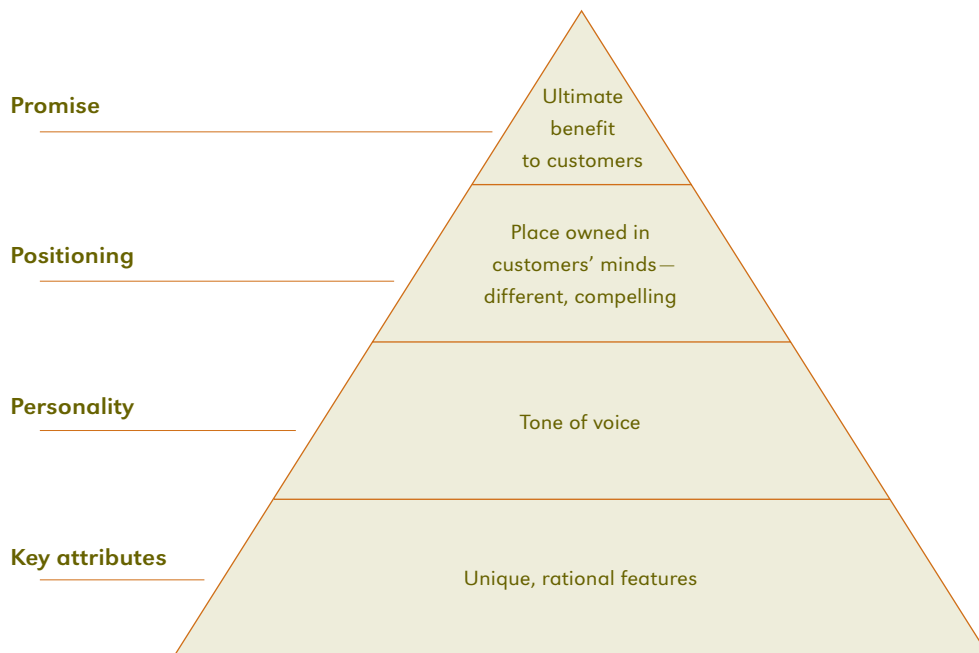 Promise
Ultimate
benefit
to customers
Positioning
Place owned in
customers’ minds—
different, compelling
Personality
Tone of voice
Key attributes
Unique, rational features